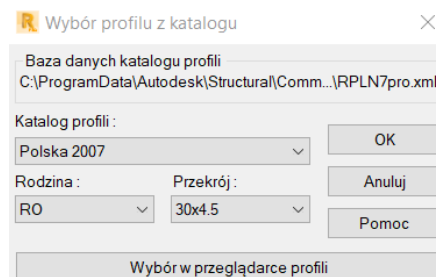 Wybór profilu z katalogu
Baza danych katalogu profili
C:\ProgramData\Autodesk\Structural\Comm...\RPLN7pro.xml
Katalog profili :
Polska 2007
OK
Rodzina :
Przekrój :
Anuluj
RO
30x4.5
Pomoc
Wybór w przeglądarce profili